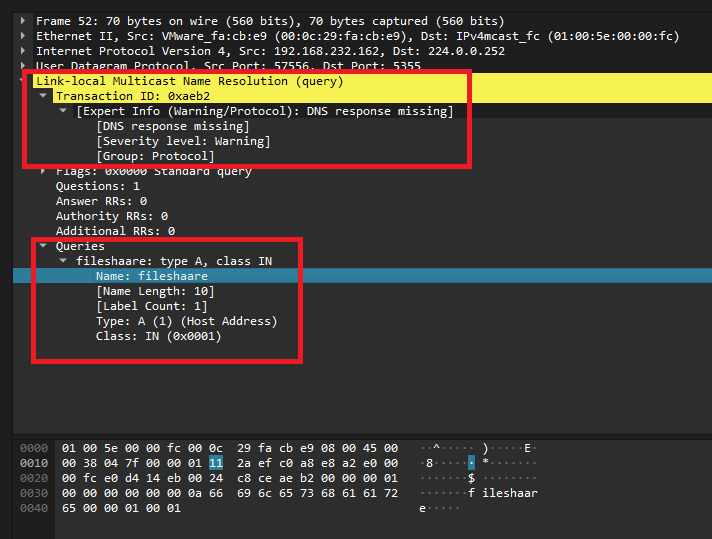 Frame 52: 70 bytes on wire (560 bits), 70 bytes captured (560 bits)
Ethernet II, Src: VMware_fa:cb:e9 (00:0c:29:fa:cb:e9), Dst: IPv4mcast_fc (01:00:5e:00:00:fc)
Internet Protocol Version 4, Src: 192.168.232.162, Dst: 224.0.0.252
User Datagram Protocol, Src Port: 57556, Dst Port: 5355
Link-local Multicast Name Resolution (query)
Transaction ID: 0xaeb2
[Expert Info (Warning/Protocol): DNS response missing]
[DNS response missing]
[Severity level: Warning]
[Group: Protocol]
Flags: 0x0000 Standard query
Questions: 1
Answer RRs: 0
Authority RRs: 0
Additional RRs: 0
Queries
fileshaare: type A, class IN
Name: fileshaare
[Name Length: 10]
[Label Count: 1]
Type: A (1) (Host Address)
Class: IN (0x0001)
0000 01 00 5e 00 00 fc 00 0c 29 fa cb e9 08 00 45 00 ··^·····)·····E·
0010 00 38 04 7f 00 00 01 11 2a ef c0 a8 e8 a2 e0 00 ·8······*·······
0020 00 fc e0 d4 14 eb 00 24 c8 ce ae b2 00 00 00 01 ·······$········
0030 00 00 00 00 00 00 0a 66 69 6c 65 73 68 61 61 72 ·······fileshaar
0040 65 00 00 01 00 01 e·····